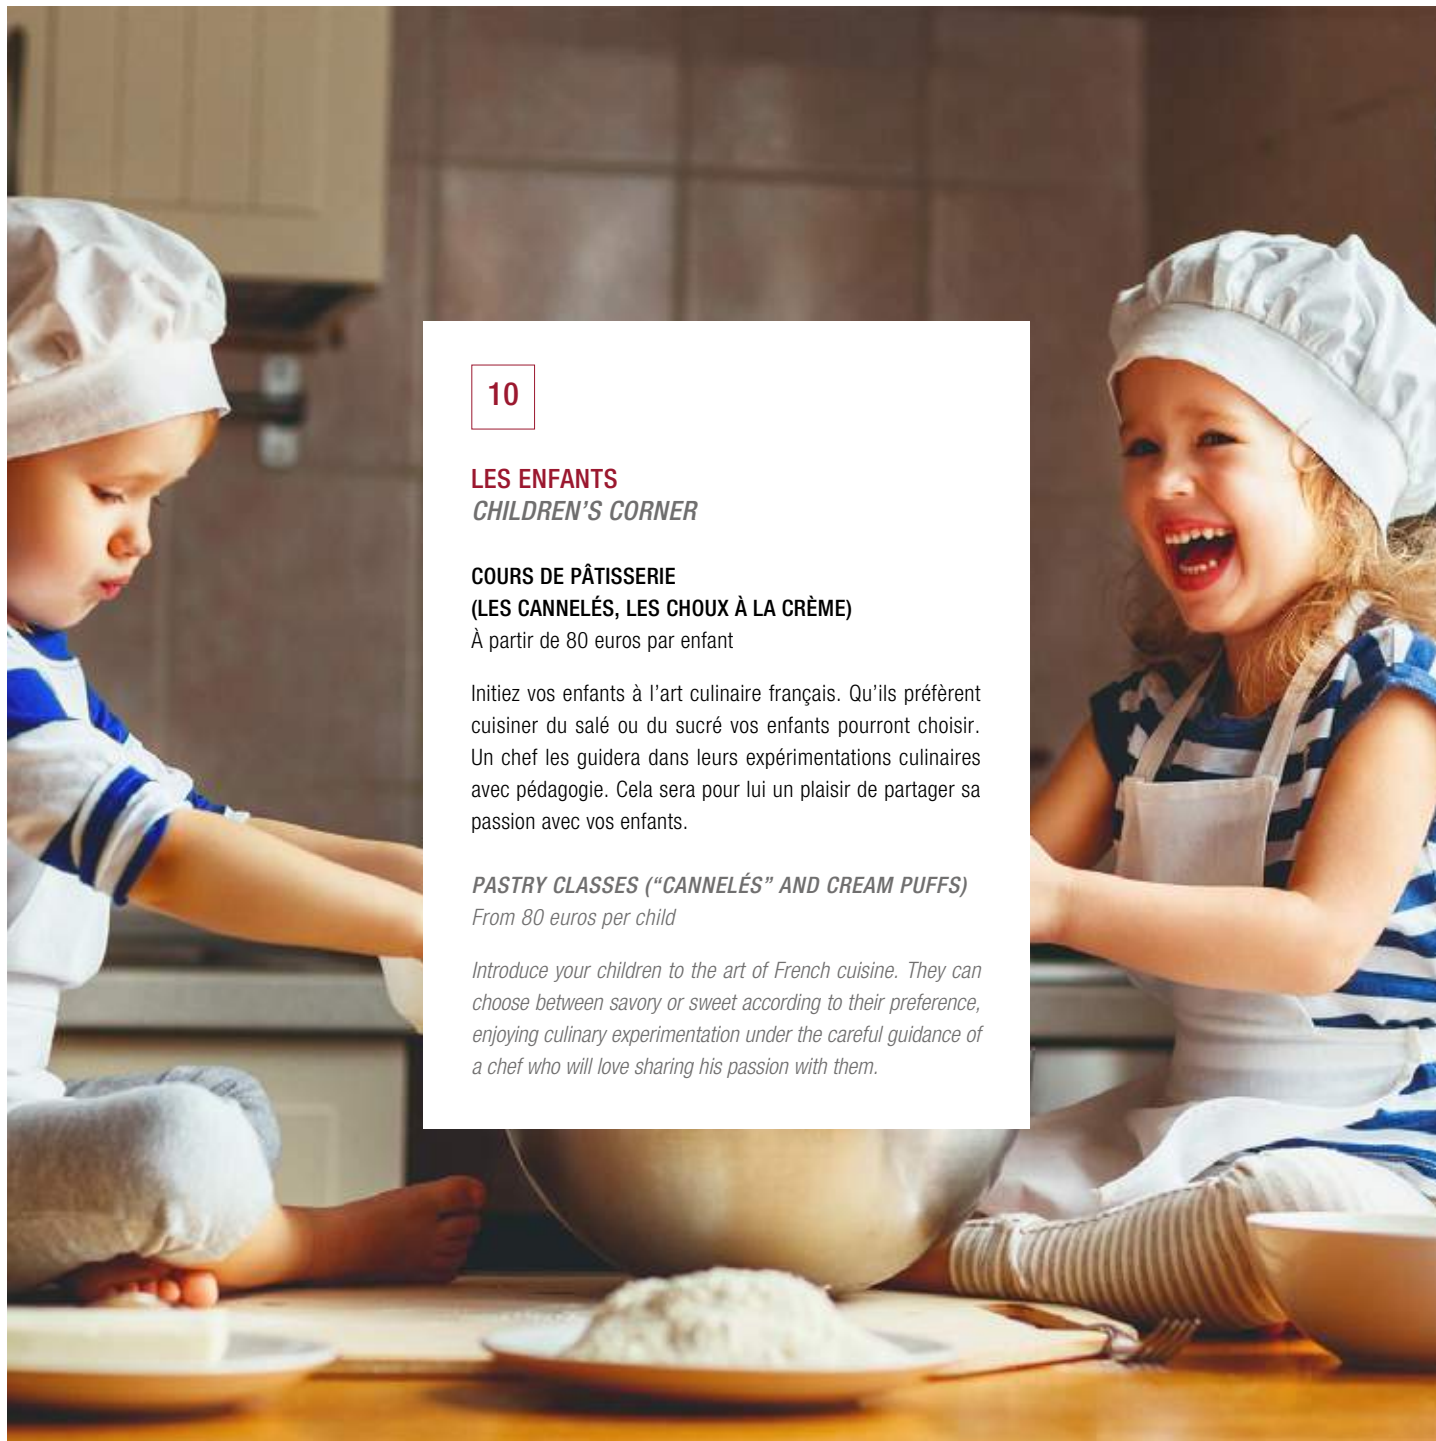 10
LES ENFANTS
CHILDREN’S CORNER
COURS DE PÂTISSERIE
(LES CANNELÉS, LES CHOUX À LA CRÈME)
À partir de 80 euros par enfant
Initiez vos enfants à l’art culinaire français. Qu’ils préfèrent
cuisiner du salé ou du sucré vos enfants pourront choisir.
Un chef les guidera dans leurs expérimentations culinaires
avec pédagogie. Cela sera pour lui un plaisir de partager sa
passion avec vos enfants.
PASTRY CLASSES (“CANNELÉS” AND CREAM PUFFS)
From 80 euros per child
Introduce your children to the art of French cuisine. They can
choose between savory or sweet according to their preference,
enjoying culinary experimentation under the careful guidance of
a chef who will love sharing his passion with them.